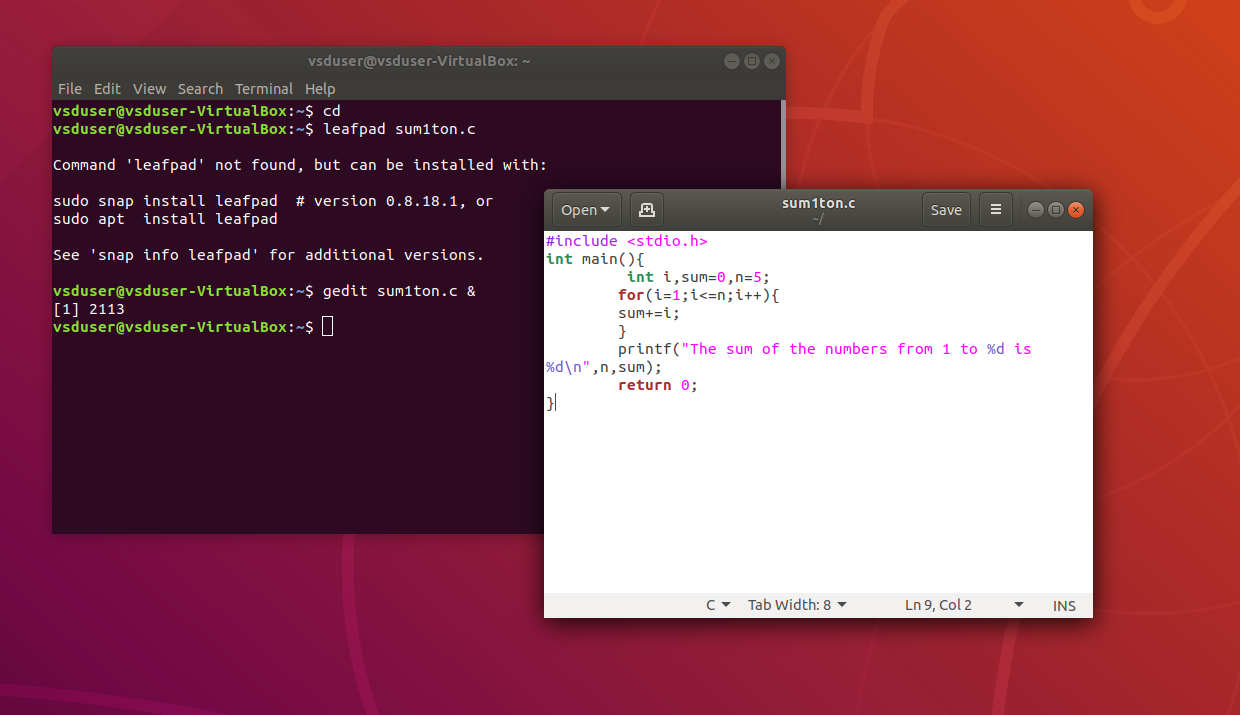 vsduser@vsduser-VirtualBox: ~
File Edit View Search Terminal Help
vsduser@vsduser-VirtualBox:~$ cd
vsduser@vsduser-VirtualBox:~$ leafpad sum1ton.c
Command 'leafpad' not found, but can be installed with:
sudo snap install leafpad  # version 0.8.18.1, or
sudo apt  install leafpad
See 'snap info leafpad' for additional versions.
vsduser@vsduser-VirtualBox:~$ gedit sum1ton.c &
[1] 2113
vsduser@vsduser-VirtualBox:~$
Open sum1ton.c Save
~/
#include <stdio.h>
int main(){
         int i,sum=0,n=5;
        for(i=1;i<=n;i++){
        sum+=i;
        }
        printf("The sum of the numbers from 1 to %d is
%d\n",n,sum);
        return 0;
}
C Tab Width: 8 Ln 9, Col 2 INS